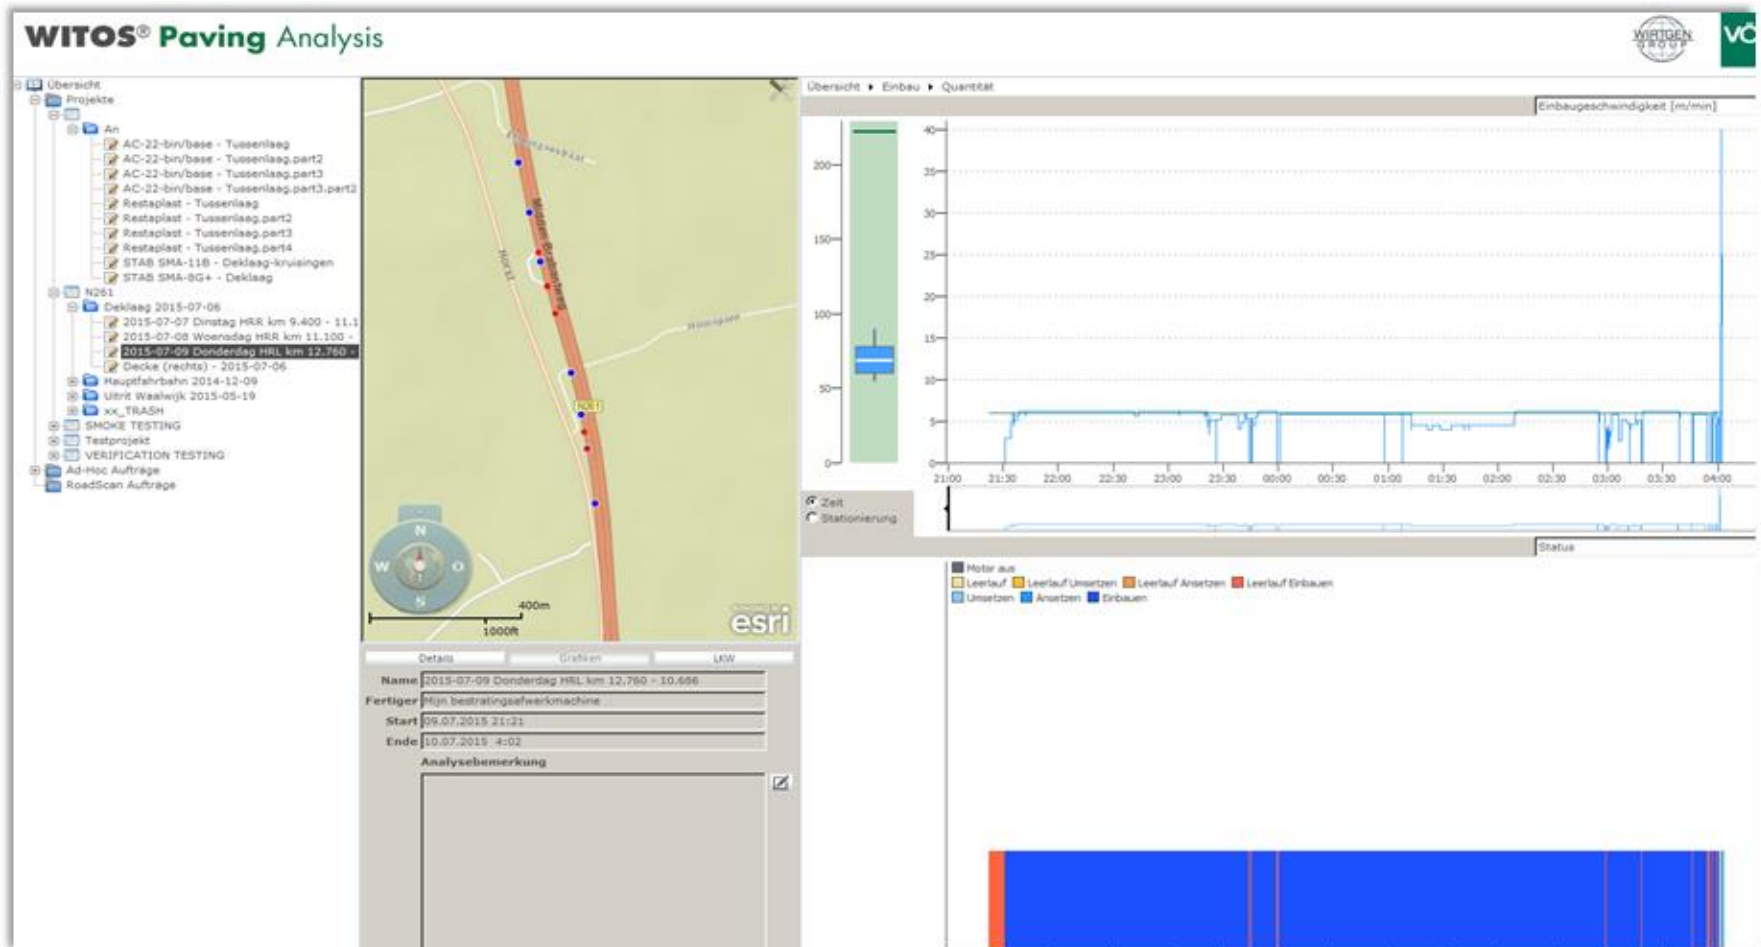 WITOS® Paving Analysis
WIRTGEN
GROUP
VÖ
Übersicht
Projekte
An
AC-22-bin/base - Tussenlaag
AC-22-bin/base - Tussenlaag.part2
AC-22-bin/base - Tussenlaag.part3
AC-22-bin/base - Tussenlaag.part3.part2
Restaplast - Tussenlaag
Restaplast - Tussenlaag.part2
Restaplast - Tussenlaag.part3
Restaplast - Tussenlaag.part4
STAB SMA-11B - Deklaag-kruisingen
STAB SMA-8G+ - Deklaag
N261
Deklaag 2015-07-06
2015-07-07 Dinstag HRR km 9.400 - 11.1
2015-07-08 Woensdag HRR km 11.100 -
2015-07-09 Donderdag HRL km 12.760 -
Decke (rechts) - 2015-07-06
Hauptfahrbahn 2014-12-09
Uitrit Waalwijk 2015-05-19
xx_TRASH
SMOKE TESTING
Testprojekt
VERIFICATION TESTING
Ad-Hoc Aufträge
RoadScan Aufträge
Midden-Brabantweg
Horst
N261
N
W O
S
400m
1000ft
esri
Details Grafiken LKW
Name 2015-07-09 Donderdag HRL km 12.760 - 10.686
Fertiger Mijn bestratingsafwerkmachine
Start 09.07.2015 21:21
Ende 10.07.2015 4:02
Analysebemerkung
Übersicht ▸ Einbau ▸ Quantität
Einbaugeschwindigkeit [m/min]
200
150
100
50
0
40
35
30
25
20
15
10
5
0
21:00 21:30 22:00 22:30 23:00 23:30 00:00 00:30 01:00 01:30 02:00 02:30 03:00 03:30 04:00
Zeit
Stationierung
Status
Motor aus
Leerlauf Leerlauf Umsetzen Leerlauf Ansetzen Leerlauf Einbauen
Umsetzen Ansetzen Einbauen